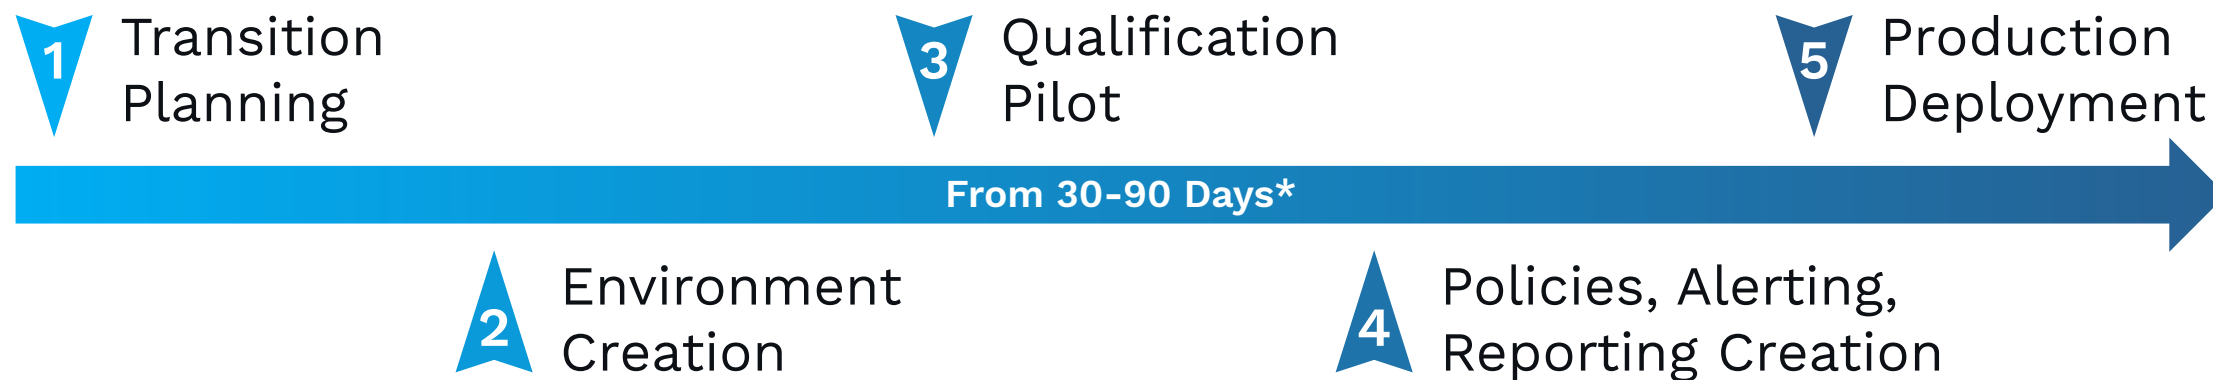 1
Transition
Planning
3
Qualification
Pilot
5
Production
Deployment
From 30-90 Days*
2
Environment
Creation
4
Policies, Alerting,
Reporting Creation